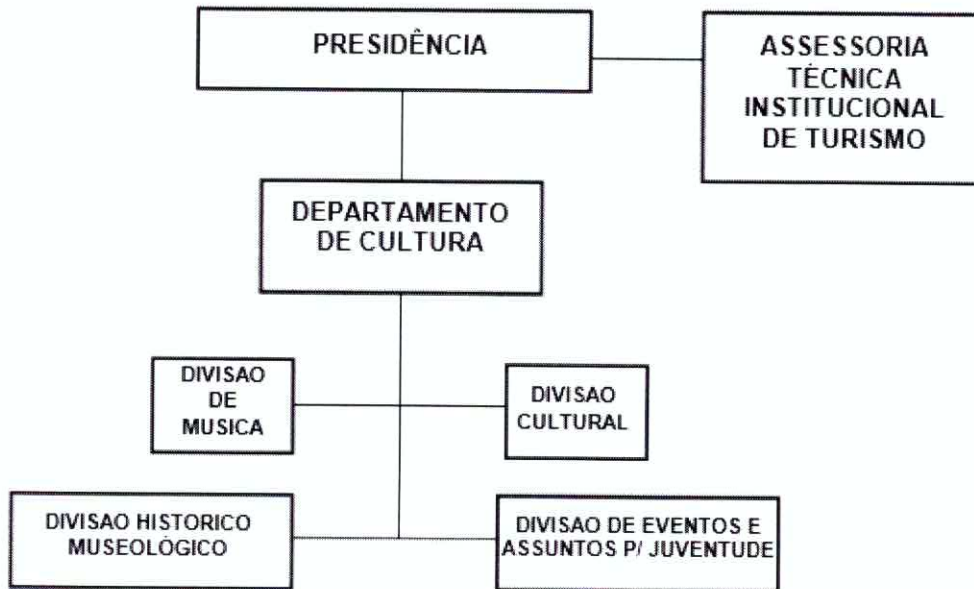 PRESIDÊNCIA
ASSESSORIA
TÉCNICA
INSTITUCIONAL
DE TURISMO
DEPARTAMENTO
DE CULTURA
DIVISAO
DE
MUSICA
DIVISAO
CULTURAL
DIVISAO HISTORICO
MUSEOLÓGICO
DIVISAO DE EVENTOS E
ASSUNTOS P/ JUVENTUDE